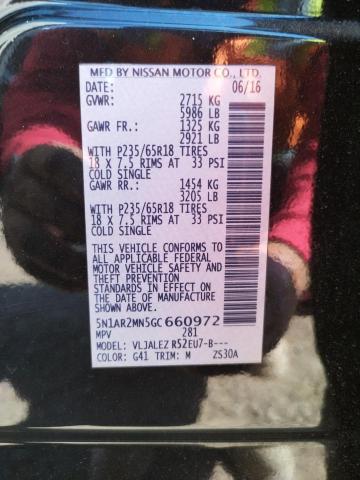 MFD BY NISSAN MOTOR CO., LTD.
DATE: 06/16
GVWR: 2715 KG
5986 LB
GAWR FR.: 1325 KG
2921 LB
WITH P235/65R18 TIRES
18 X 7.5 RIMS AT 33 PSI
COLD SINGLE
GAWR RR.: 1454 KG
3205 LB
WITH P235/65R18 TIRES
18 X 7.5 RIMS AT 33 PSI
COLD SINGLE
THIS VEHICLE CONFORMS TO
ALL APPLICABLE FEDERAL
MOTOR VEHICLE SAFETY
AND THEFT PREVENTION
STANDARDS IN EFFECT ON
THE DATE OF MANUFACTURE
SHOWN ABOVE.
5N1AR2MN5GC660972
MPV 281
MODEL: VLJALEZ R52EU7-B---
COLOR: G41 TRIM: M ZS30A